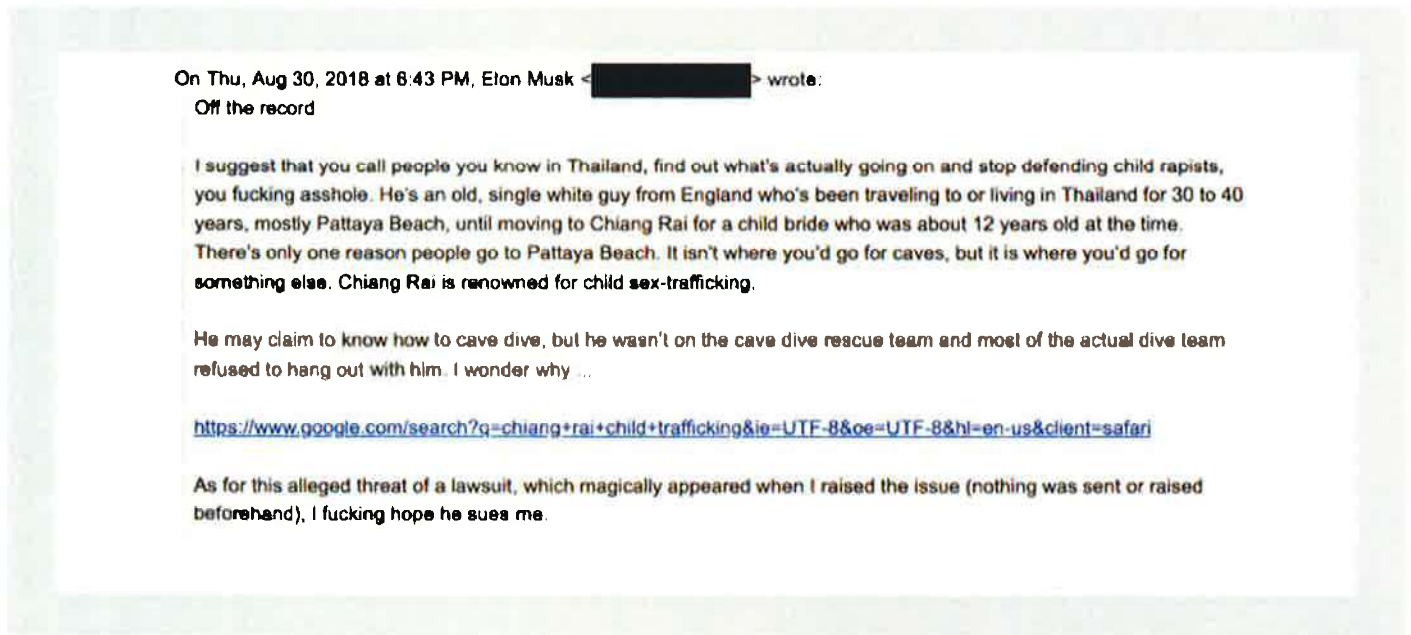 On Thu, Aug 30, 2018 at 6:43 PM, Elon Musk < > wrote:
Off the record
I suggest that you call people you know in Thailand, find out what's actually going on and stop defending child rapists,
you fucking asshole. He's an old, single white guy from England who's been traveling to or living in Thailand for 30 to 40
years, mostly Pattaya Beach, until moving to Chiang Rai for a child bride who was about 12 years old at the time.
There's only one reason people go to Pattaya Beach. It isn't where you'd go for caves, but it is where you'd go for
something else. Chiang Rai is renowned for child sex-trafficking.
He may claim to know how to cave dive, but he wasn't on the cave dive rescue team and most of the actual dive team
refused to hang out with him. I wonder why ...
https://www.google.com/search?q=chiang+rai+child+trafficking&ie=UTF-8&oe=UTF-8&hl=en-us&client=safari
As for this alleged threat of a lawsuit, which magically appeared when I raised the issue (nothing was sent or raised
beforehand), I fucking hope he sues me.